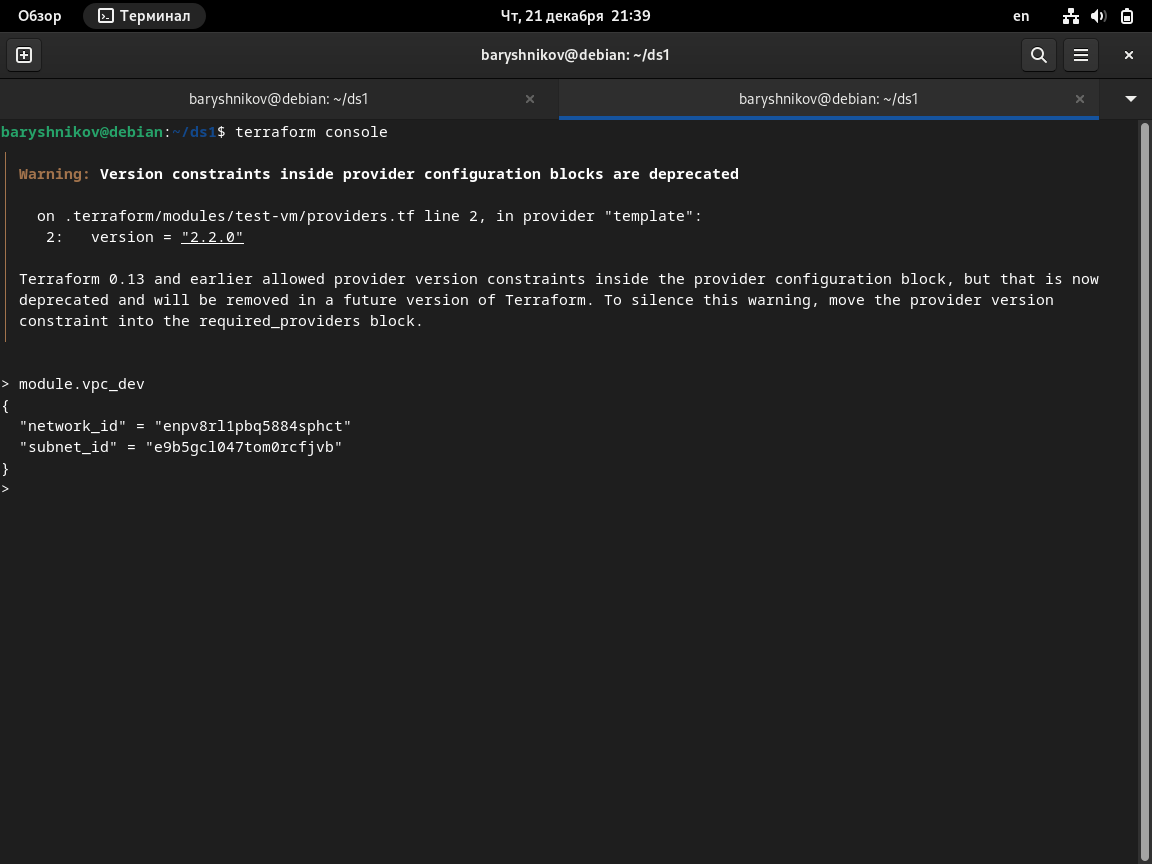 Обзор
Терминал
Чт, 21 декабря 21:39
en
baryshnikov@debian: ~/ds1
baryshnikov@debian: ~/ds1
baryshnikov@debian: ~/ds1
baryshnikov@debian:~/ds1$ terraform console
Warning: Version constraints inside provider configuration blocks are deprecated
on .terraform/modules/test-vm/providers.tf line 2, in provider "template":
2:   version = "2.2.0"
Terraform 0.13 and earlier allowed provider version constraints inside the provider configuration block, but that is now
deprecated and will be removed in a future version of Terraform. To silence this warning, move the provider version
constraint into the required_providers block.
> module.vpc_dev
{
"network_id" = "enpv8rl1pbq5884sphct"
"subnet_id" = "e9b5gcl047tom0rcfjvb"
}
>